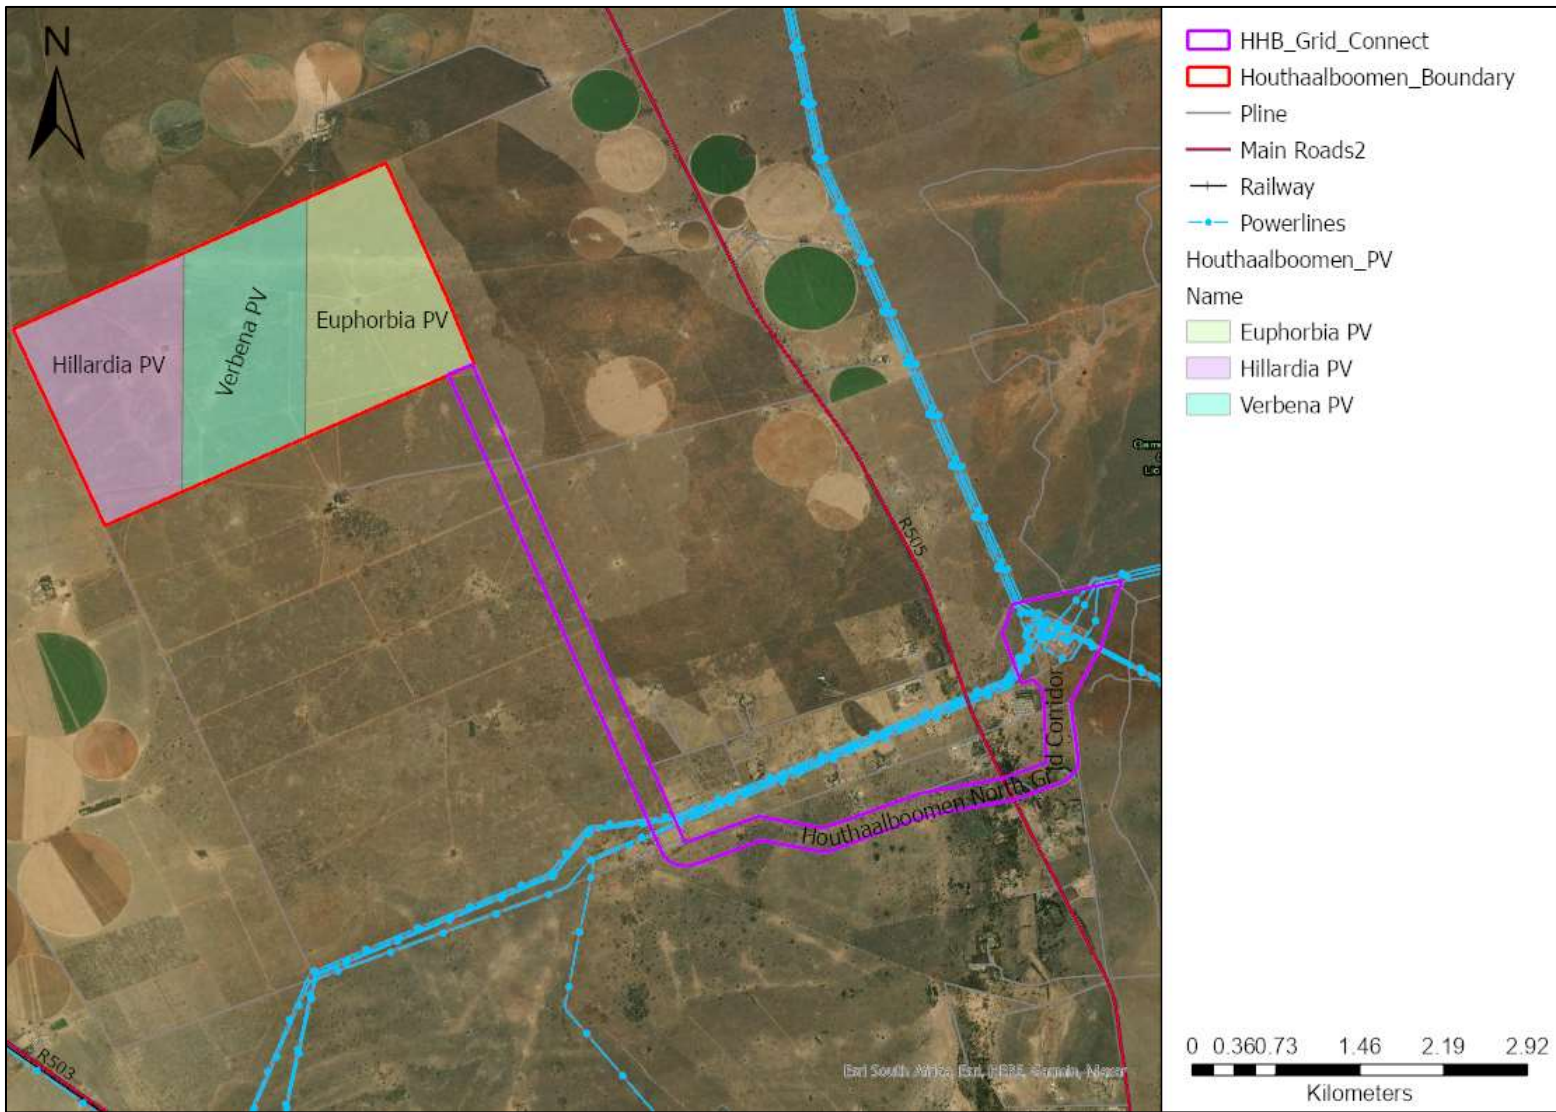 N
HHB_Grid_Connect
Houthaalboomen_Boundary
Pline
Main Roads2
Railway
Powerlines
Houthaalboomen_PV
Name
Euphorbia PV
Hillardia PV
Verbena PV
Hillardia PV
Verbena PV
Euphorbia PV
R505
Houthaalboomen North Grid Corridor
R503
Esri South Africa, Esri, HERE, Garmin,
0 0.360.73 1.46 2.19 2.92
Kilometers